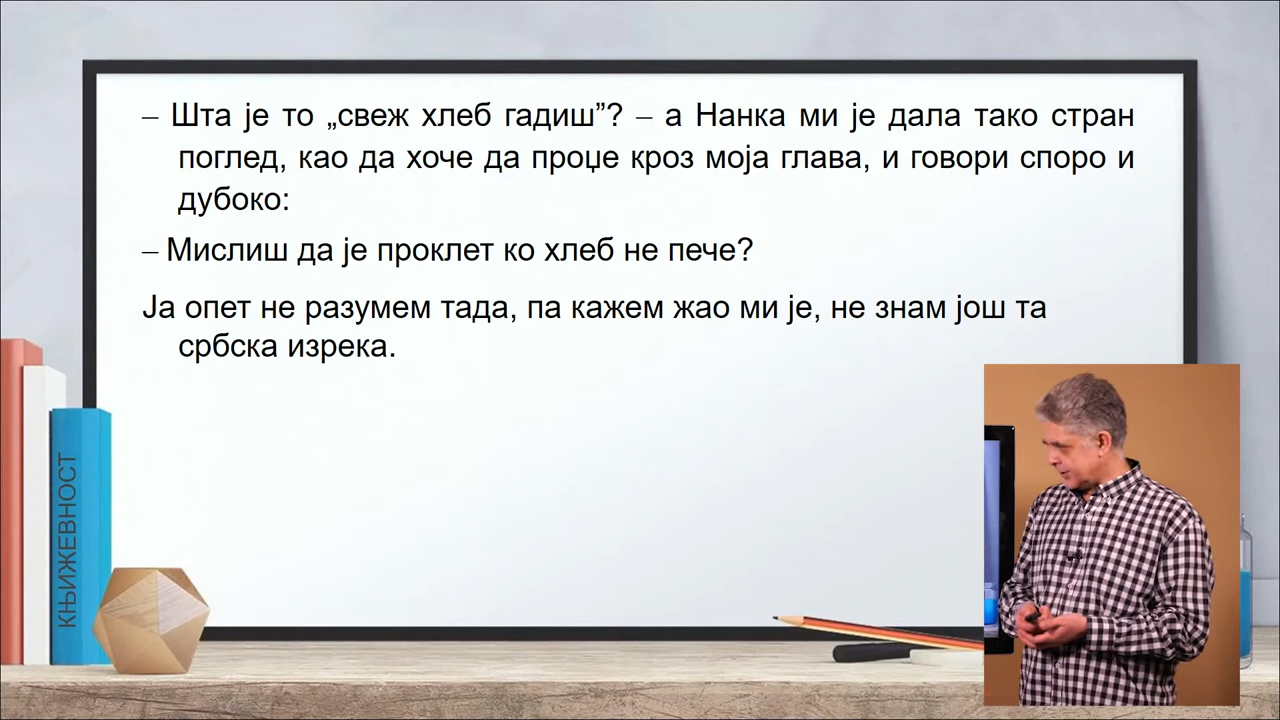 – Шта је то „свеж хлеб гадиш”? – а Нанка ми је дала тако стран
поглед, као да хоче да проџе кроз моја глава, и говори споро и
дубоко:
– Мислиш да је проклет ко хлеб не пече?
Ја опет не разумем тада, па кажем жао ми је, не знам још та
србска изрека.
КЊИЖЕВНОСТ